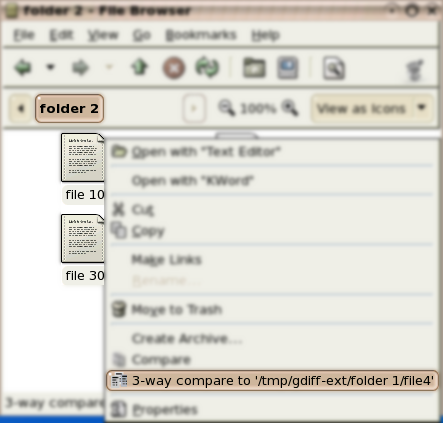 folder 2 - File Browser
File Edit View Go Bookmarks Help
folder 2
100%
View as Icons
file 10
file 30
Open with "Text Editor"
Open with "KWord"
Cut
Copy
Make Links
Rename...
Move to Trash
Create Archive...
Compare
3-way compare to '/tmp/gdiff-ext/folder 1/file4'
Properties
3-way compare